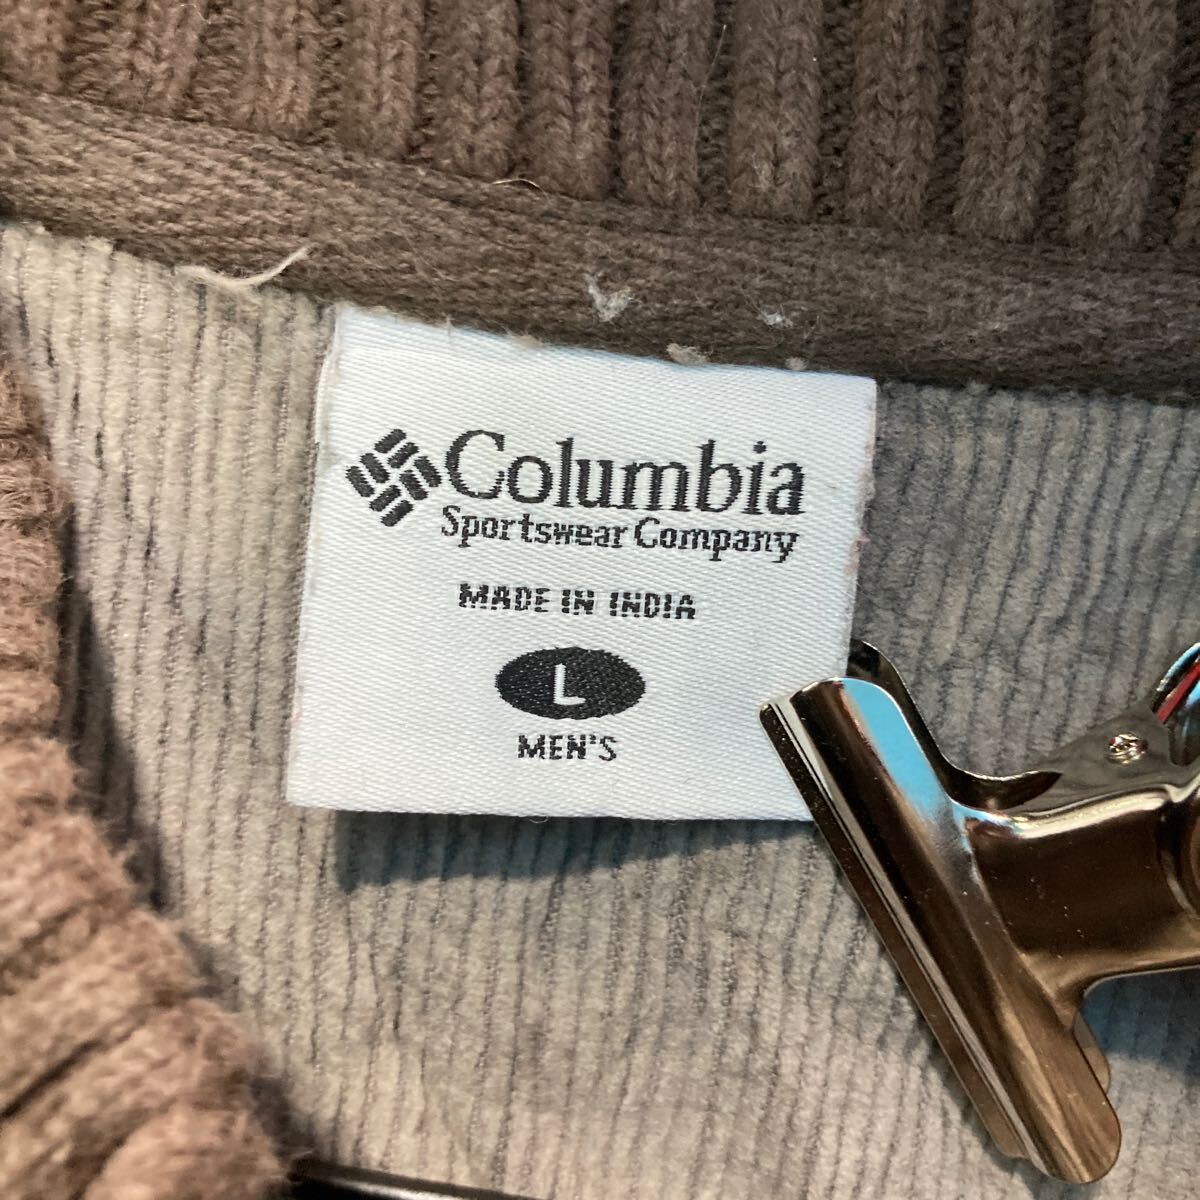 Columbia
Sportswear Company
MADE IN INDIA
L
MEN'S